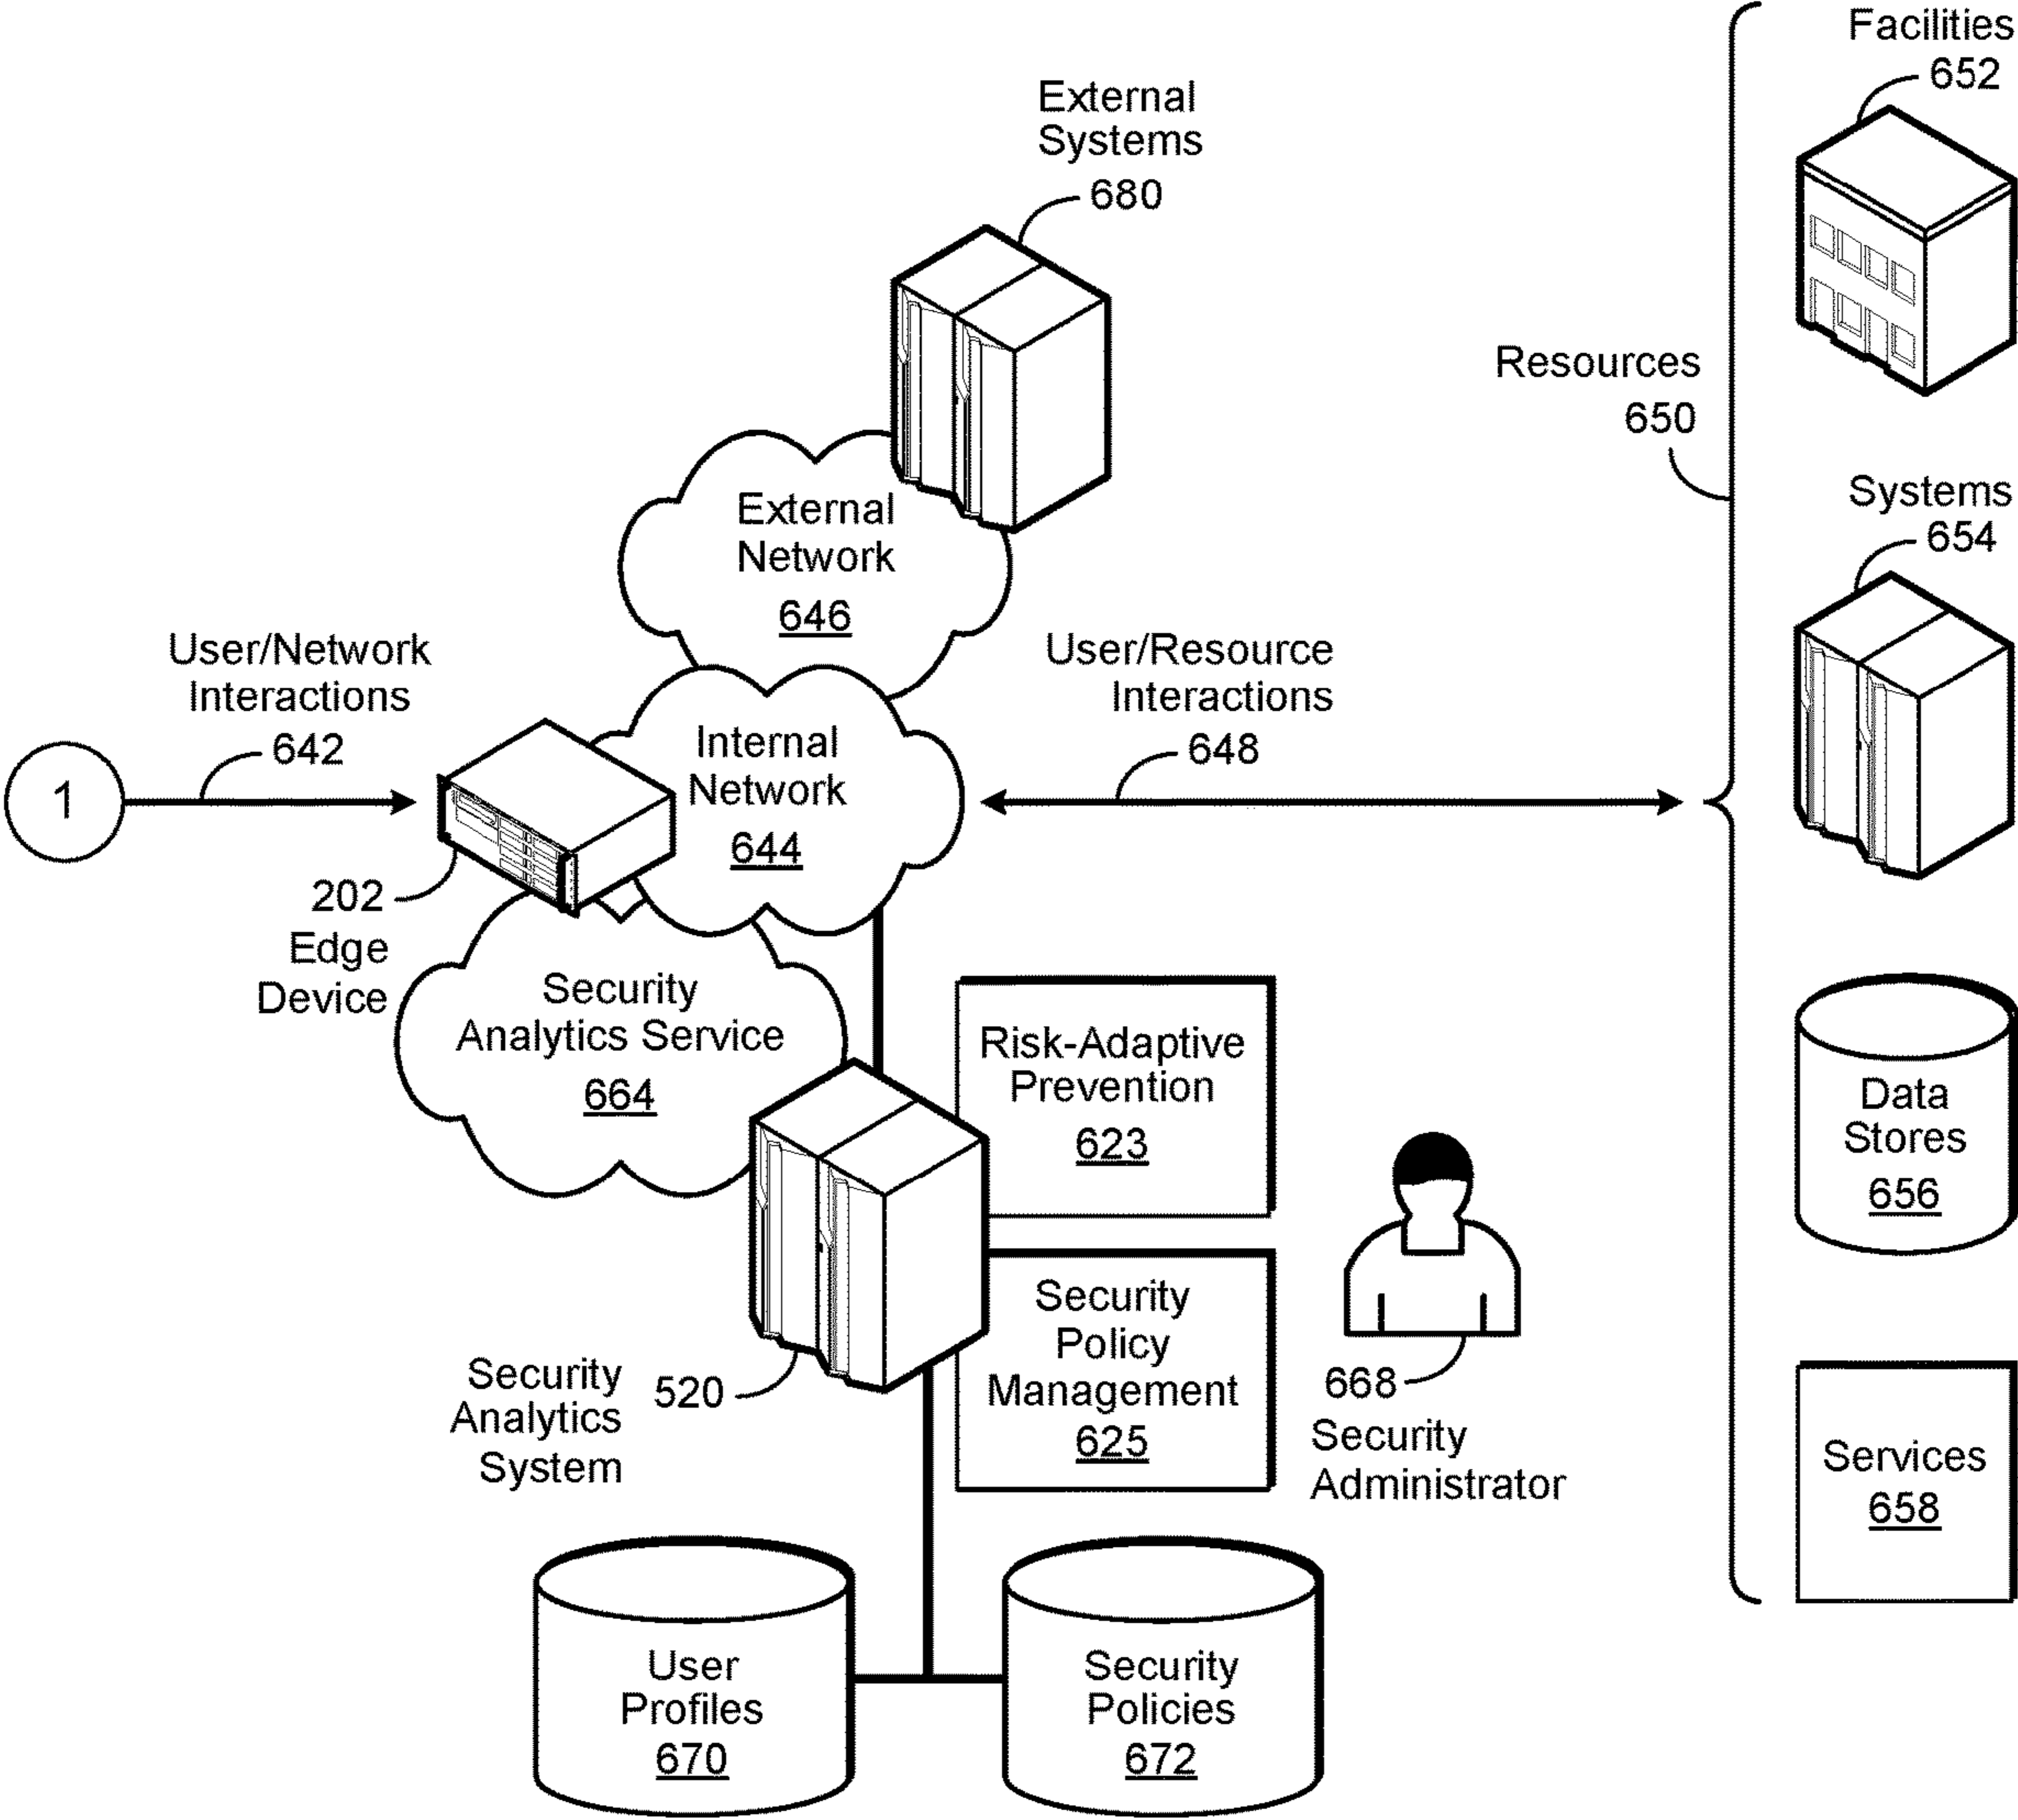 Facilities
652
External
Systems
680
Resources
650
Systems
654
External
Network
646
User/Network
Interactions
642
User/Resource
Interactions
648
1
Internal
Network
644
202
Edge
Device
Security
Analytics Service
664
Risk-Adaptive
Prevention
623
Data
Stores
656
Security
Policy
Management
625
Security
Analytics
System
520
668
Security
Administrator
Services
658
User
Profiles
670
Security
Policies
672